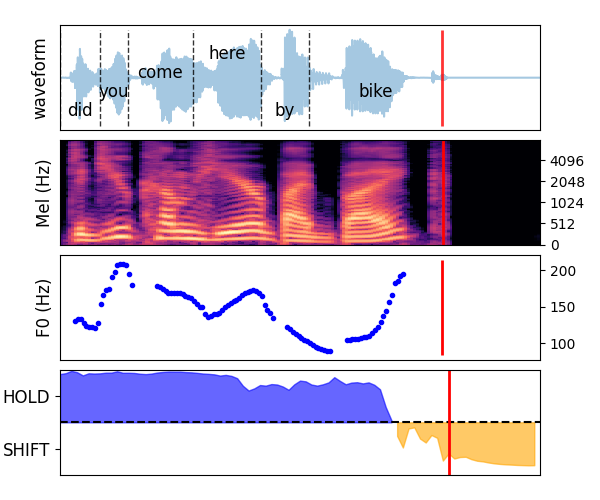 waveform
did
you
come
here
by
bike
Mel (Hz)
4096
2048
1024
512
0
F0 (Hz)
200
150
100
HOLD
SHIFT